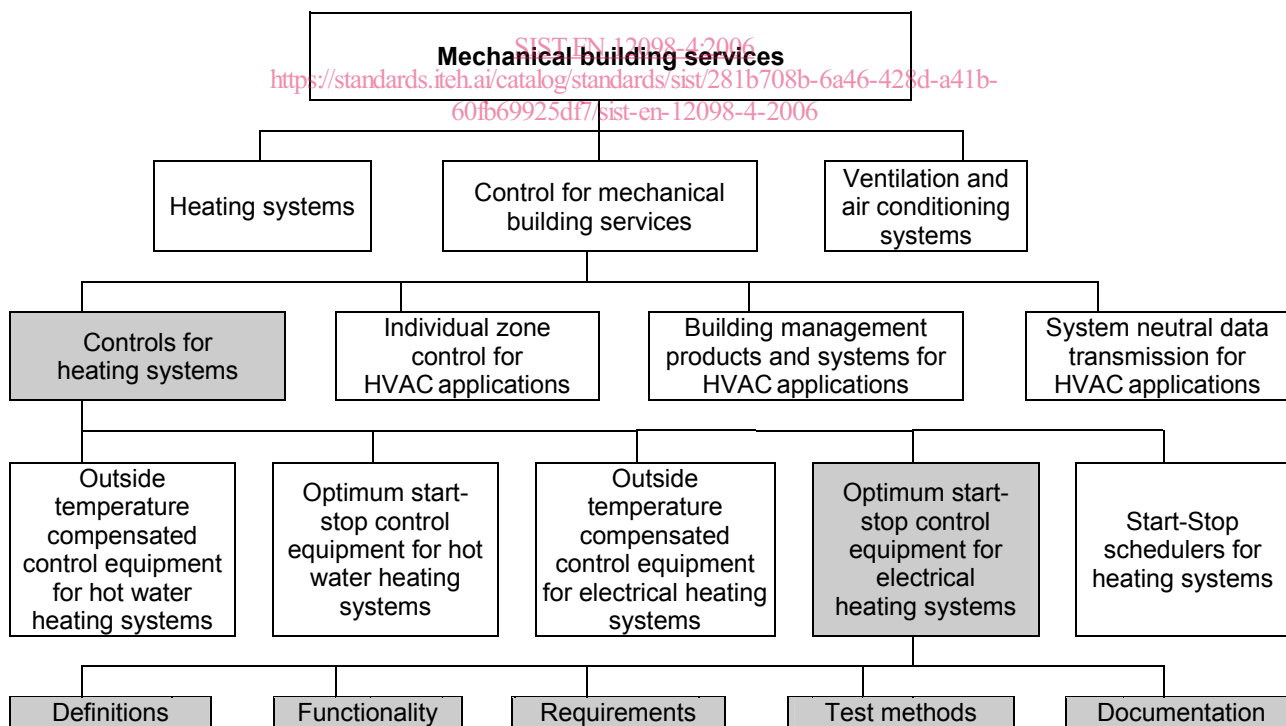 SIST EN 12098-4:2006
Mechanical building services
https://standards.iteh.ai/catalog/standards/sist/281b708b-6a46-428d-a41b-
60fb69925df7/sist-en-12098-4-2006
Heating systems
Control for mechanical
building services
Ventilation and
air conditioning
systems
Controls for
heating systems
Individual zone
control for
HVAC applications
Building management
products and systems for
HVAC applications
System neutral data
transmission for
HVAC applications
Outside
temperature
compensated
control equipment
for hot water
heating systems
Optimum start-
stop control
equipment for hot
water heating
systems
Outside
temperature
compensated
control equipment
for electrical heating
systems
Optimum start-
stop control
equipment for
electrical
heating systems
Start-Stop
schedulers for
heating systems
Definitions
Functionality
Requirements
Test methods
Documentation